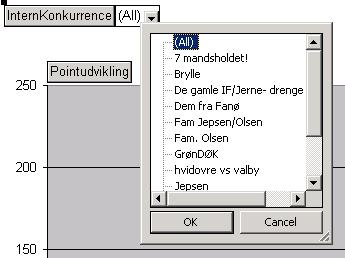 InternKonkurrence (All)
(All)
7 mandsholdet!
Brylle
De gamle IF/Jerne- drenge
Dem fra Fanø
Fam Jepsen/Olsen
Fam. Olsen
GrønDØK
hvidovre vs valby
Jepsen
OK Cancel
Pointudvikling
250
200
150